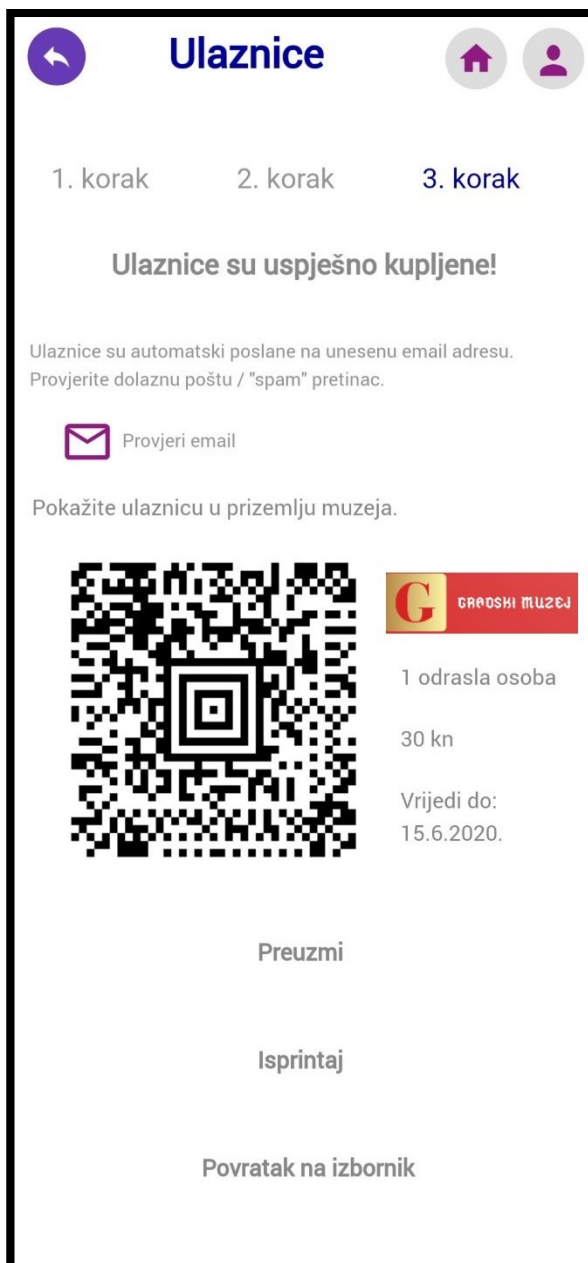 Ulaznice
1. korak 2. korak 3. korak
Ulaznice su uspješno kupljene!
Ulaznice su automatski poslane na unesenu email adresu.
Provjerite dolaznu poštu / "spam" pretinac.
Provjeri email
Pokažite ulaznicu u prizemlju muzeja.
G GRADSKI MUZEJ
1 odrasla osoba
30 kn
Vrijedi do:
15.6.2020.
Preuzmi
Isprintaj
Povratak na izbornik